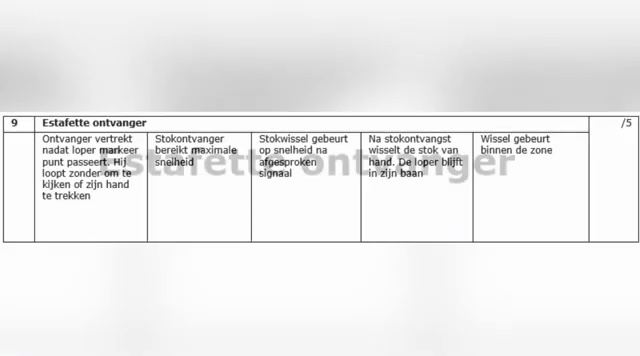 9 Estafette ontvanger /5
Ontvanger vertrekt
nadat loper markeer
punt passeert. Hij
loopt zonder om te
kijken of zijn hand
te trekken
Stokontvanger
bereikt maximale
snelheid
Stokwissel gebeurt
op snelheid na
afgesproken
signaal
Na stokontvangst
wisselt de stok van
hand. De loper blijft
in zijn baan
Wissel gebeurt
binnen de zone
Estafette ontvanger